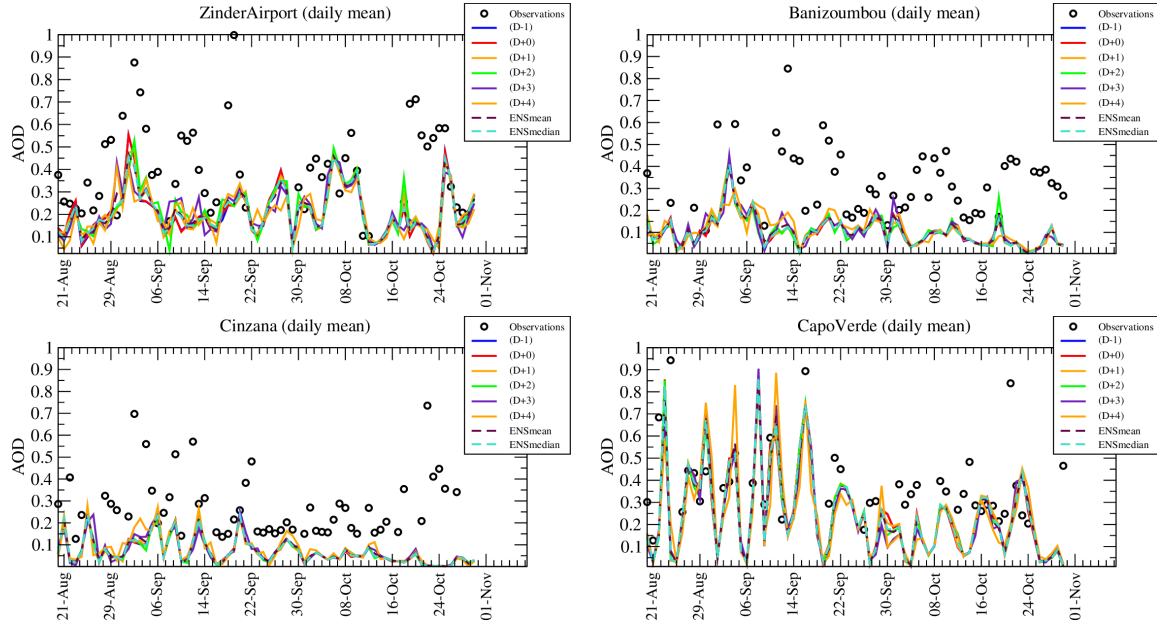 ZinderAirport (daily mean)
Observations
(D-1)
(D+0)
(D+1)
(D+2)
(D+3)
(D+4)
ENSmean
ENSmedian
AOD
1
0.9
0.8
0.7
0.6
0.5
0.4
0.3
0.2
0.1
21-Aug
29-Aug
06-Sep
14-Sep
22-Sep
30-Sep
08-Oct
16-Oct
24-Oct
01-Nov
Banizoumbou (daily mean)
Observations
(D-1)
(D+0)
(D+1)
(D+2)
(D+3)
(D+4)
ENSmean
ENSmedian
AOD
1
0.9
0.8
0.7
0.6
0.5
0.4
0.3
0.2
0.1
21-Aug
29-Aug
06-Sep
14-Sep
22-Sep
30-Sep
08-Oct
16-Oct
24-Oct
01-Nov
Cinzana (daily mean)
Observations
(D-1)
(D+0)
(D+1)
(D+2)
(D+3)
(D+4)
ENSmean
ENSmedian
AOD
1
0.9
0.8
0.7
0.6
0.5
0.4
0.3
0.2
0.1
21-Aug
29-Aug
06-Sep
14-Sep
22-Sep
30-Sep
08-Oct
16-Oct
24-Oct
01-Nov
CapoVerde (daily mean)
Observations
(D-1)
(D+0)
(D+1)
(D+2)
(D+3)
(D+4)
ENSmean
ENSmedian
AOD
1
0.9
0.8
0.7
0.6
0.5
0.4
0.3
0.2
0.1
21-Aug
29-Aug
06-Sep
14-Sep
22-Sep
30-Sep
08-Oct
16-Oct
24-Oct
01-Nov